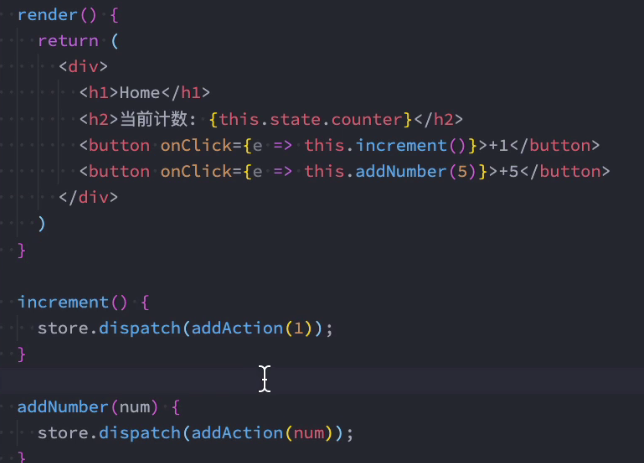 render() {
return (
<div>
<h1>Home</h1>
<h2>当前计数: {this.state.counter}</h2>
<button onClick={e => this.increment()}>+1</button>
<button onClick={e => this.addNumber(5)}>+5</button>
</div>
)
}
increment() {
store.dispatch(addAction(1));
}
addNumber(num) {
store.dispatch(addAction(num));
}